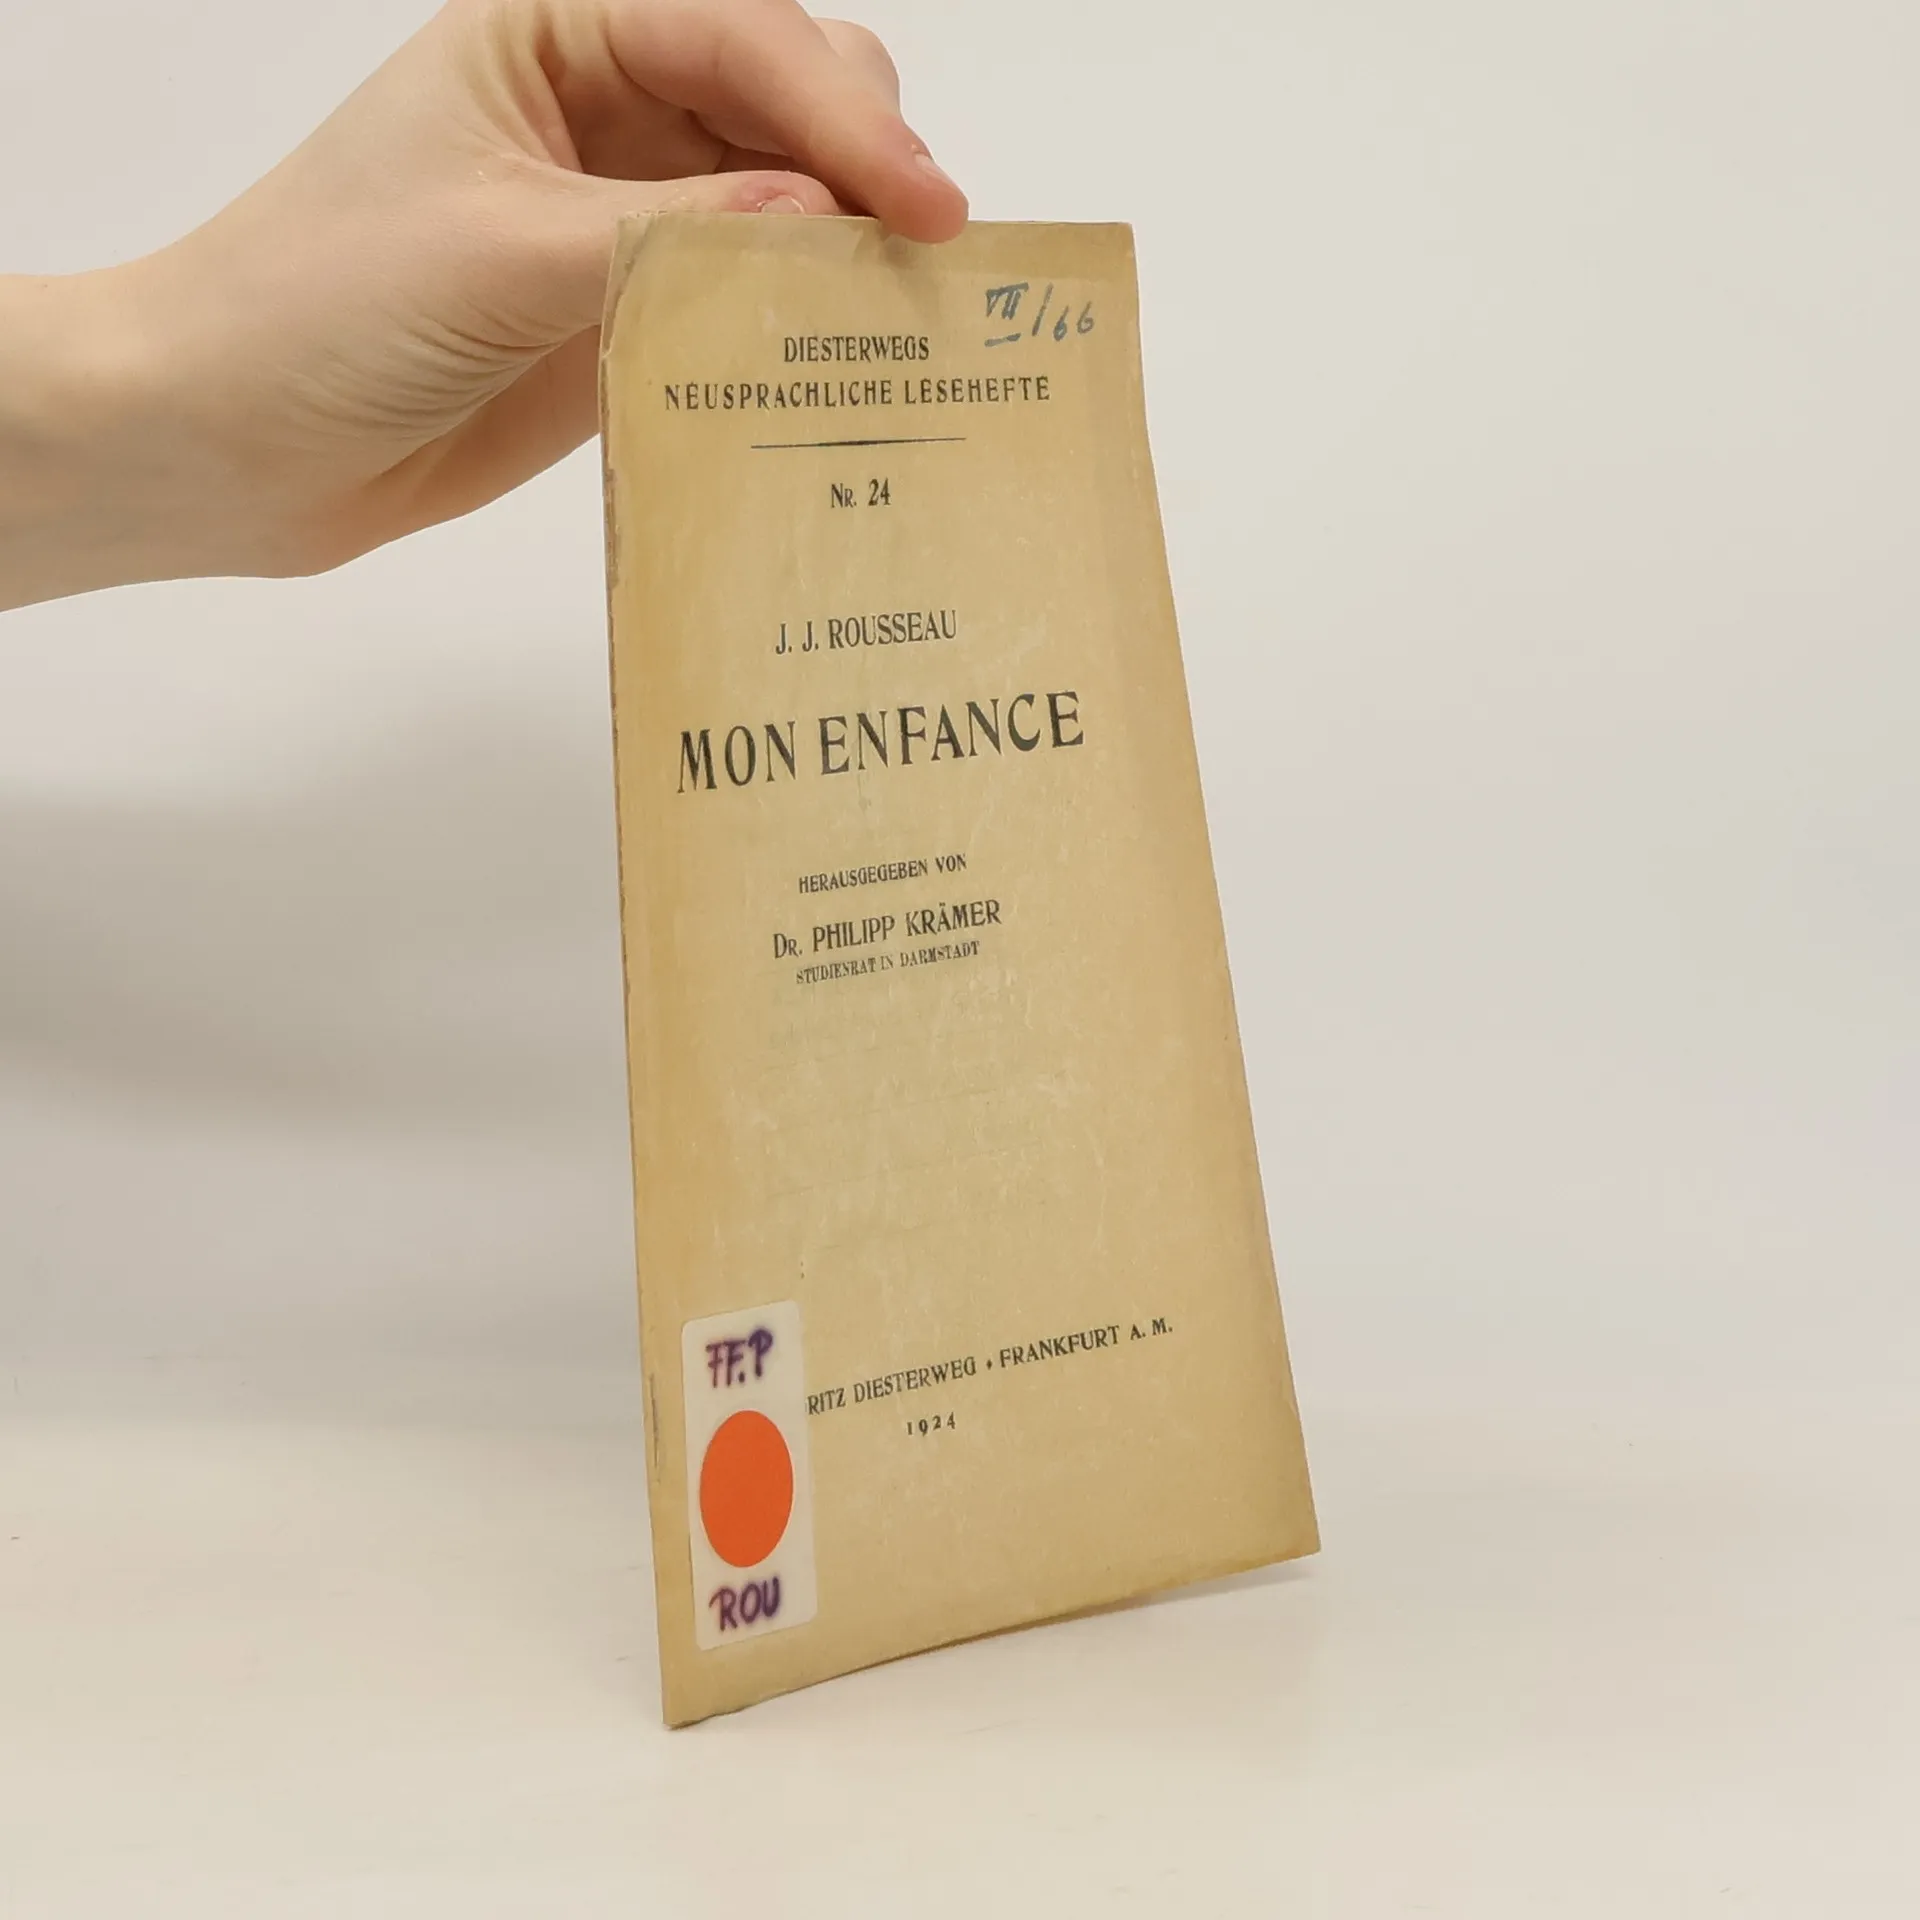 VII/66
DIESTERWEGS
NEUSPRACHLICHE LESEHEFTE
NR. 24
J. J. ROUSSEAU
MON ENFANCE
HERAUSGEGEBEN VON
DR. PHILIPP KRÄMER
STUDIENRAT IN DARMSTADT
FF.P
RITZ DIESTERWEG • FRANKFURT A. M.
1924
ROU